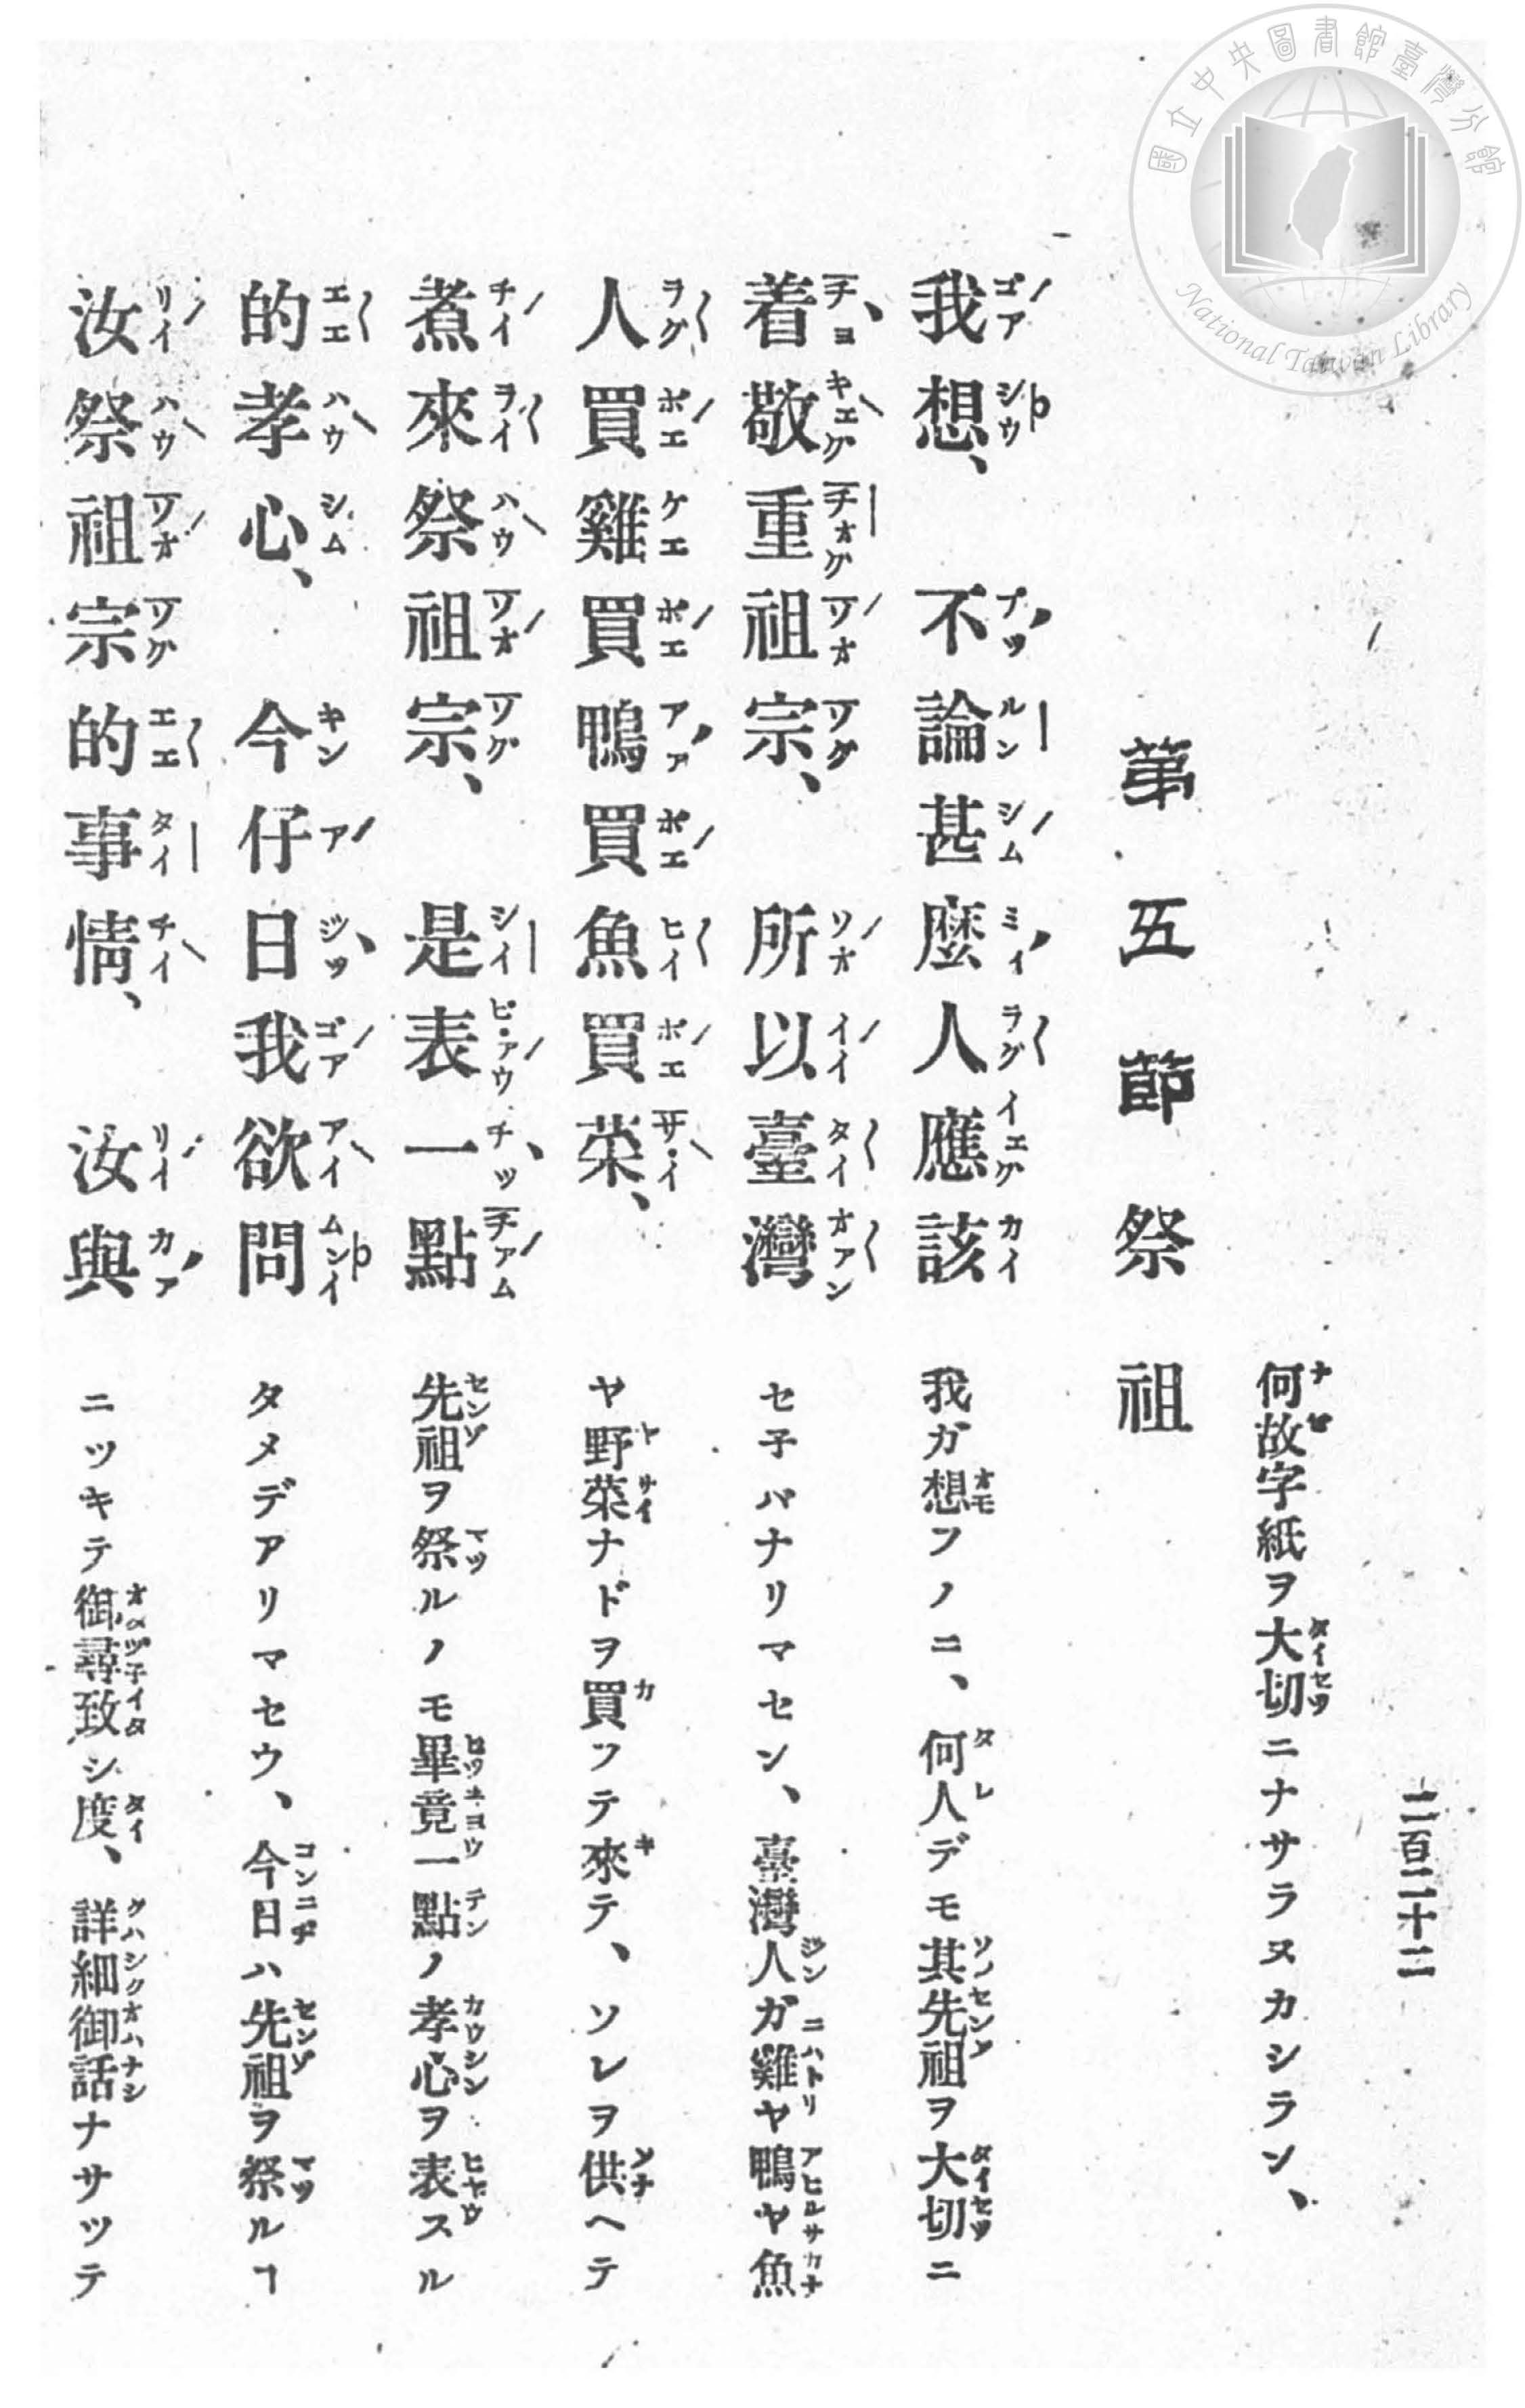 國立中央圖書館臺灣分館
National Taiwan Library
二百二十二
何故字紙ヲ大切ニナサラヌカシラン、
第五節 祭祖
我想、不論甚麼人應該
我ガ想フノニ、何人デモ其先祖ヲ大切ニ
着敬重祖宗、所以臺灣
セ子バナリマセン、臺灣人ガ雞ヤ鴨ヤ魚
人買雞買鴨買魚買菜、
ヤ野菜ナドヲ買フテ來テ、ソレヲ供ヘテ
煮來祭祖宗、是表一點
先祖ヲ祭ルノモ畢竟一點ノ孝心ヲ表スル
的孝心、今仔日我欲問
タメデアリマセウ、今日ハ先祖ヲ祭ルヿ
汝祭祖宗的事情、汝與
ニツキテ御尋致シ度、詳細御話ナサツテ